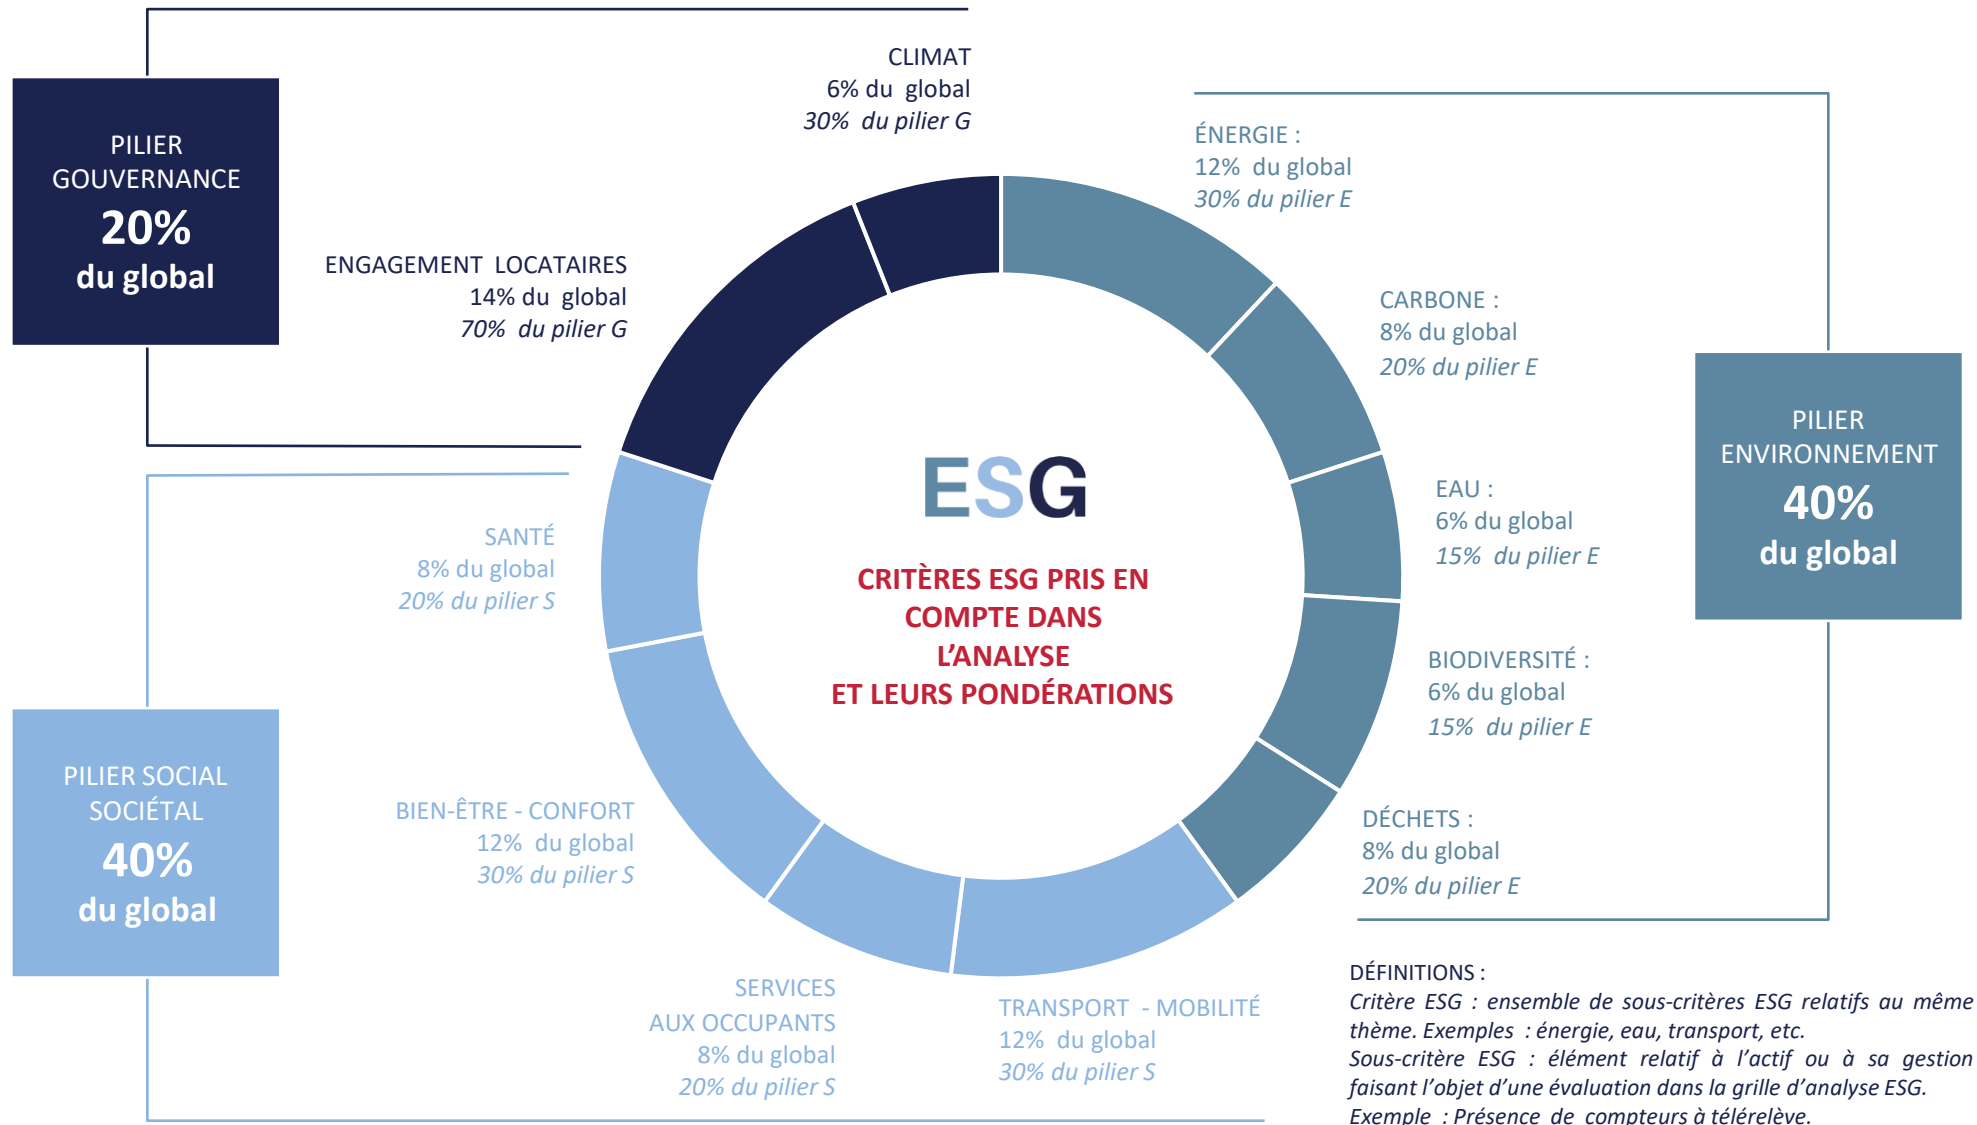 PILIER
GOUVERNANCE
20%
du global
CLIMAT
6% du global
30% du pilier G
ENGAGEMENT LOCATAIRES
14% du global
70% du pilier G
ÉNERGIE :
12% du global
30% du pilier E
CARBONE :
8% du global
20% du pilier E
EAU :
6% du global
15% du pilier E
BIODIVERSITÉ :
6% du global
15% du pilier E
DÉCHETS :
8% du global
20% du pilier E
PILIER
ENVIRONNEMENT
40%
du global
ESG
CRITÈRES ESG PRIS EN
COMPTE DANS
L’ANALYSE
ET LEURS PONDÉRATIONS
SANTÉ
8% du global
20% du pilier S
BIEN-ÊTRE - CONFORT
12% du global
30% du pilier S
SERVICES
AUX OCCUPANTS
8% du global
20% du pilier S
TRANSPORT - MOBILITÉ
12% du global
30% du pilier S
PILIER SOCIAL
SOCIÉTAL
40%
du global
DÉFINITIONS :
Critère ESG : ensemble de sous-critères ESG relatifs au même
thème. Exemples : énergie, eau, transport, etc.
Sous-critère ESG : élément relatif à l’actif ou à sa gestion
faisant l’objet d’une évaluation dans la grille d’analyse ESG.
Exemple : Présence de compteurs à télérelève.